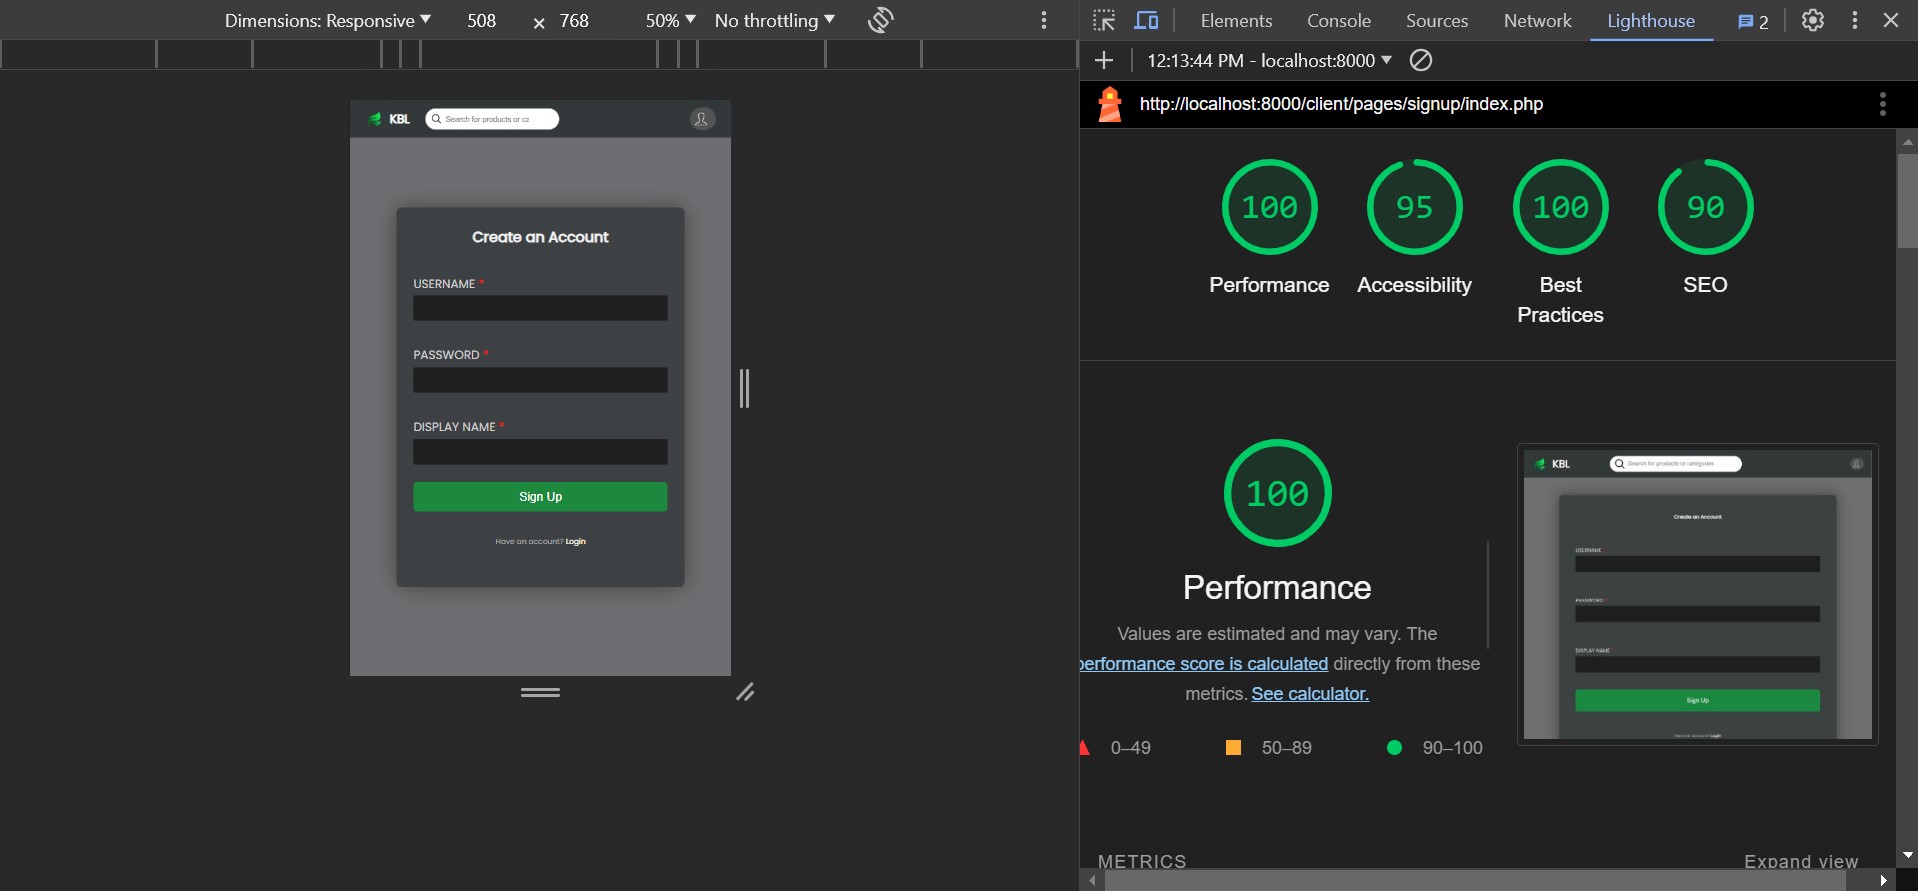 Dimensions: Responsive 508 × 768 50% No throttling
Elements Console Sources Network Lighthouse 2
12:13:44 PM - localhost:8000
http://localhost:8000/client/pages/signup/index.php
KBL Search for products or ca
Create an Account
USERNAME *
PASSWORD *
DISPLAY NAME *
Sign Up
Have an account? Login
100 95 100 90
Performance Accessibility Best Practices SEO
100
Performance
Values are estimated and may vary. The
performance score is calculated directly from these
metrics. See calculator.
0–49 50–89 90–100
KBL Search for products or categories
Create an Account
USERNAME *
PASSWORD *
DISPLAY NAME *
Sign Up
Have an account? Login
METRICS Expand view